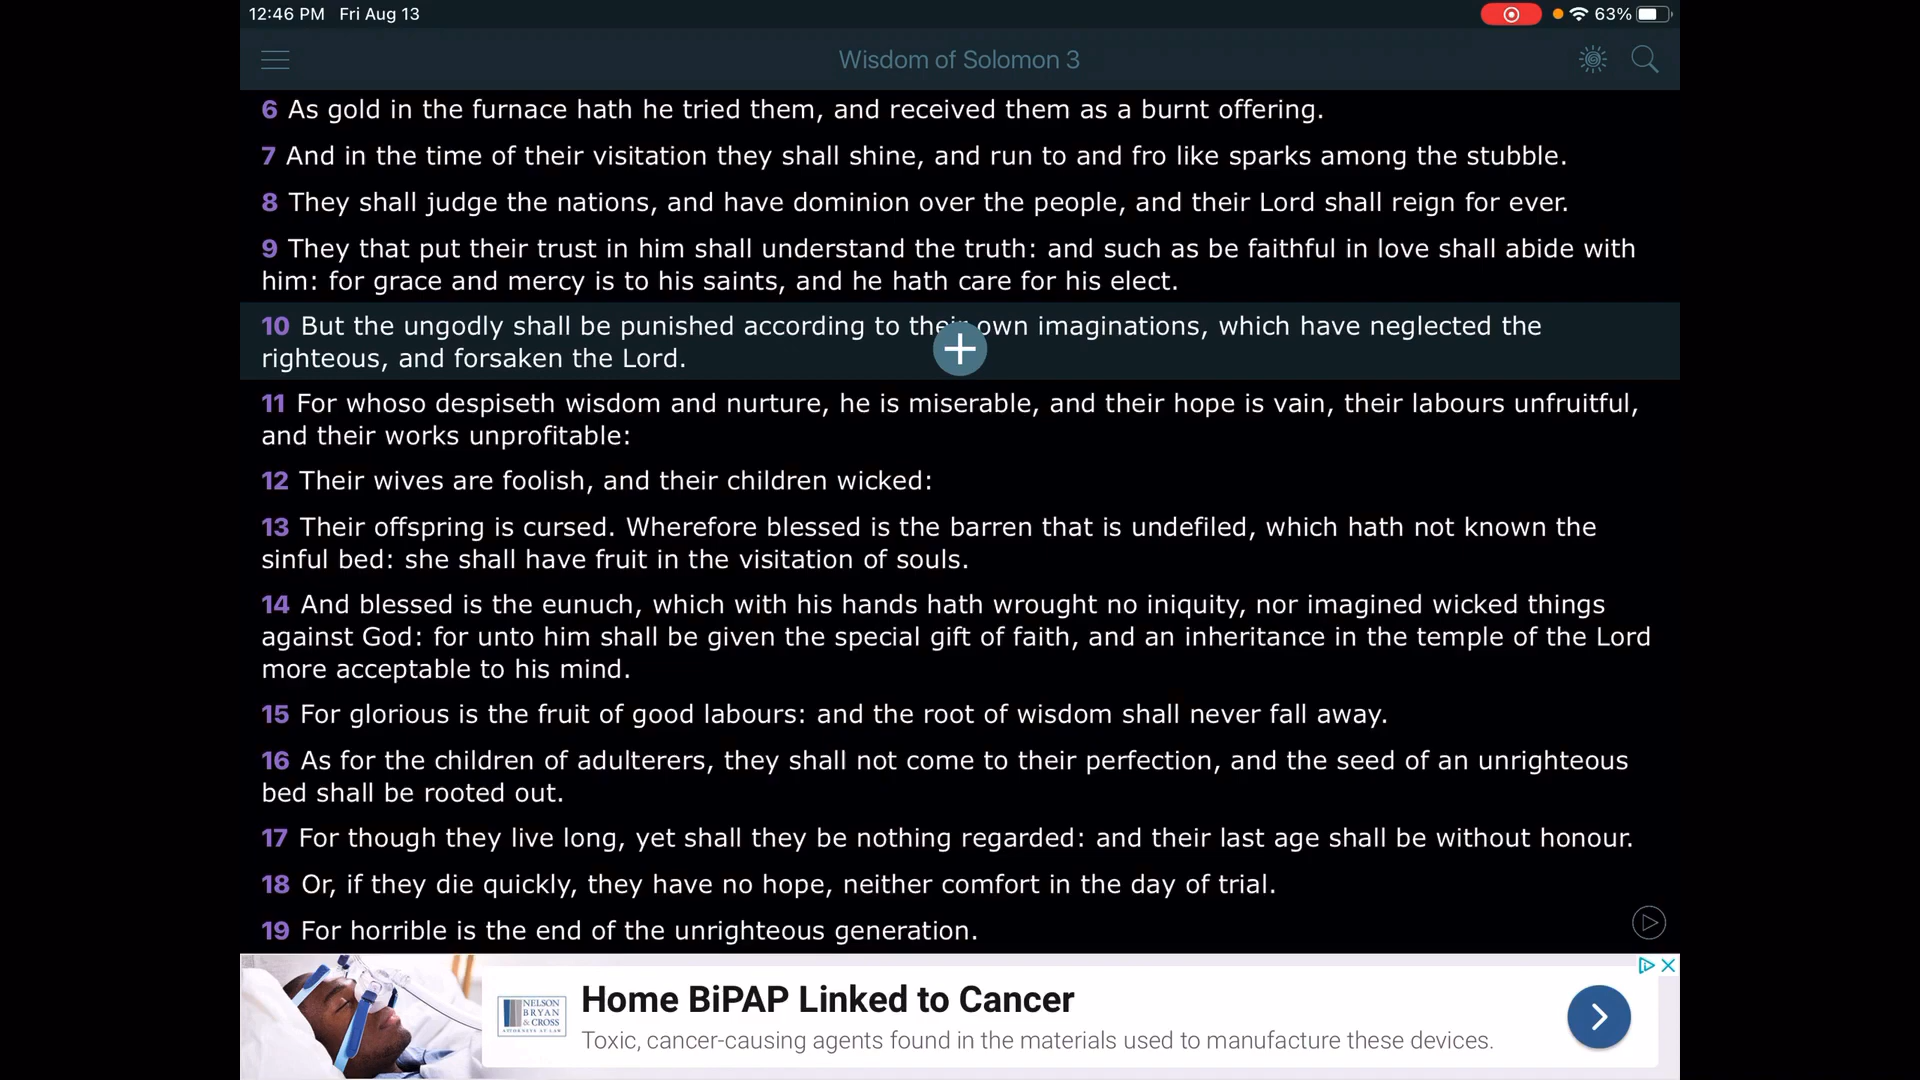 12:46 PM Fri Aug 13
63%
Wisdom of Solomon 3
6 As gold in the furnace hath he tried them, and received them as a burnt offering.
7 And in the time of their visitation they shall shine, and run to and fro like sparks among the stubble.
8 They shall judge the nations, and have dominion over the people, and their Lord shall reign for ever.
9 They that put their trust in him shall understand the truth: and such as be faithful in love shall abide with
him: for grace and mercy is to his saints, and he hath care for his elect.
10 But the ungodly shall be punished according to their own imaginations, which have neglected the
righteous, and forsaken the Lord.
11 For whoso despiseth wisdom and nurture, he is miserable, and their hope is vain, their labours unfruitful,
and their works unprofitable:
12 Their wives are foolish, and their children wicked:
13 Their offspring is cursed. Wherefore blessed is the barren that is undefiled, which hath not known the
sinful bed: she shall have fruit in the visitation of souls.
14 And blessed is the eunuch, which with his hands hath wrought no iniquity, nor imagined wicked things
against God: for unto him shall be given the special gift of faith, and an inheritance in the temple of the Lord
more acceptable to his mind.
15 For glorious is the fruit of good labours: and the root of wisdom shall never fall away.
16 As for the children of adulterers, they shall not come to their perfection, and the seed of an unrighteous
bed shall be rooted out.
17 For though they live long, yet shall they be nothing regarded: and their last age shall be without honour.
18 Or, if they die quickly, they have no hope, neither comfort in the day of trial.
19 For horrible is the end of the unrighteous generation.
NELSON
BRYAN
& CROSS
ATTORNEYS AT LAW
Home BiPAP Linked to Cancer
Toxic, cancer-causing agents found in the materials used to manufacture these devices.